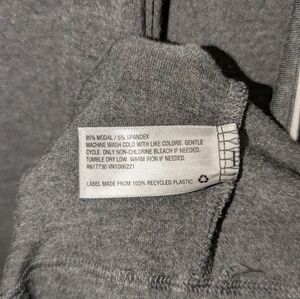 95% MODAL / 5% SPANDEX
MACHINE WASH COLD WITH LIKE COLORS. GENTLE
CYCLE. ONLY NON-CHLORINE BLEACH IF NEEDED.
TUMBLE DRY LOW. WARM IRON IF NEEDED.
RN17730 VN1066221
LABEL MADE FROM 100% RECYCLED PLASTIC